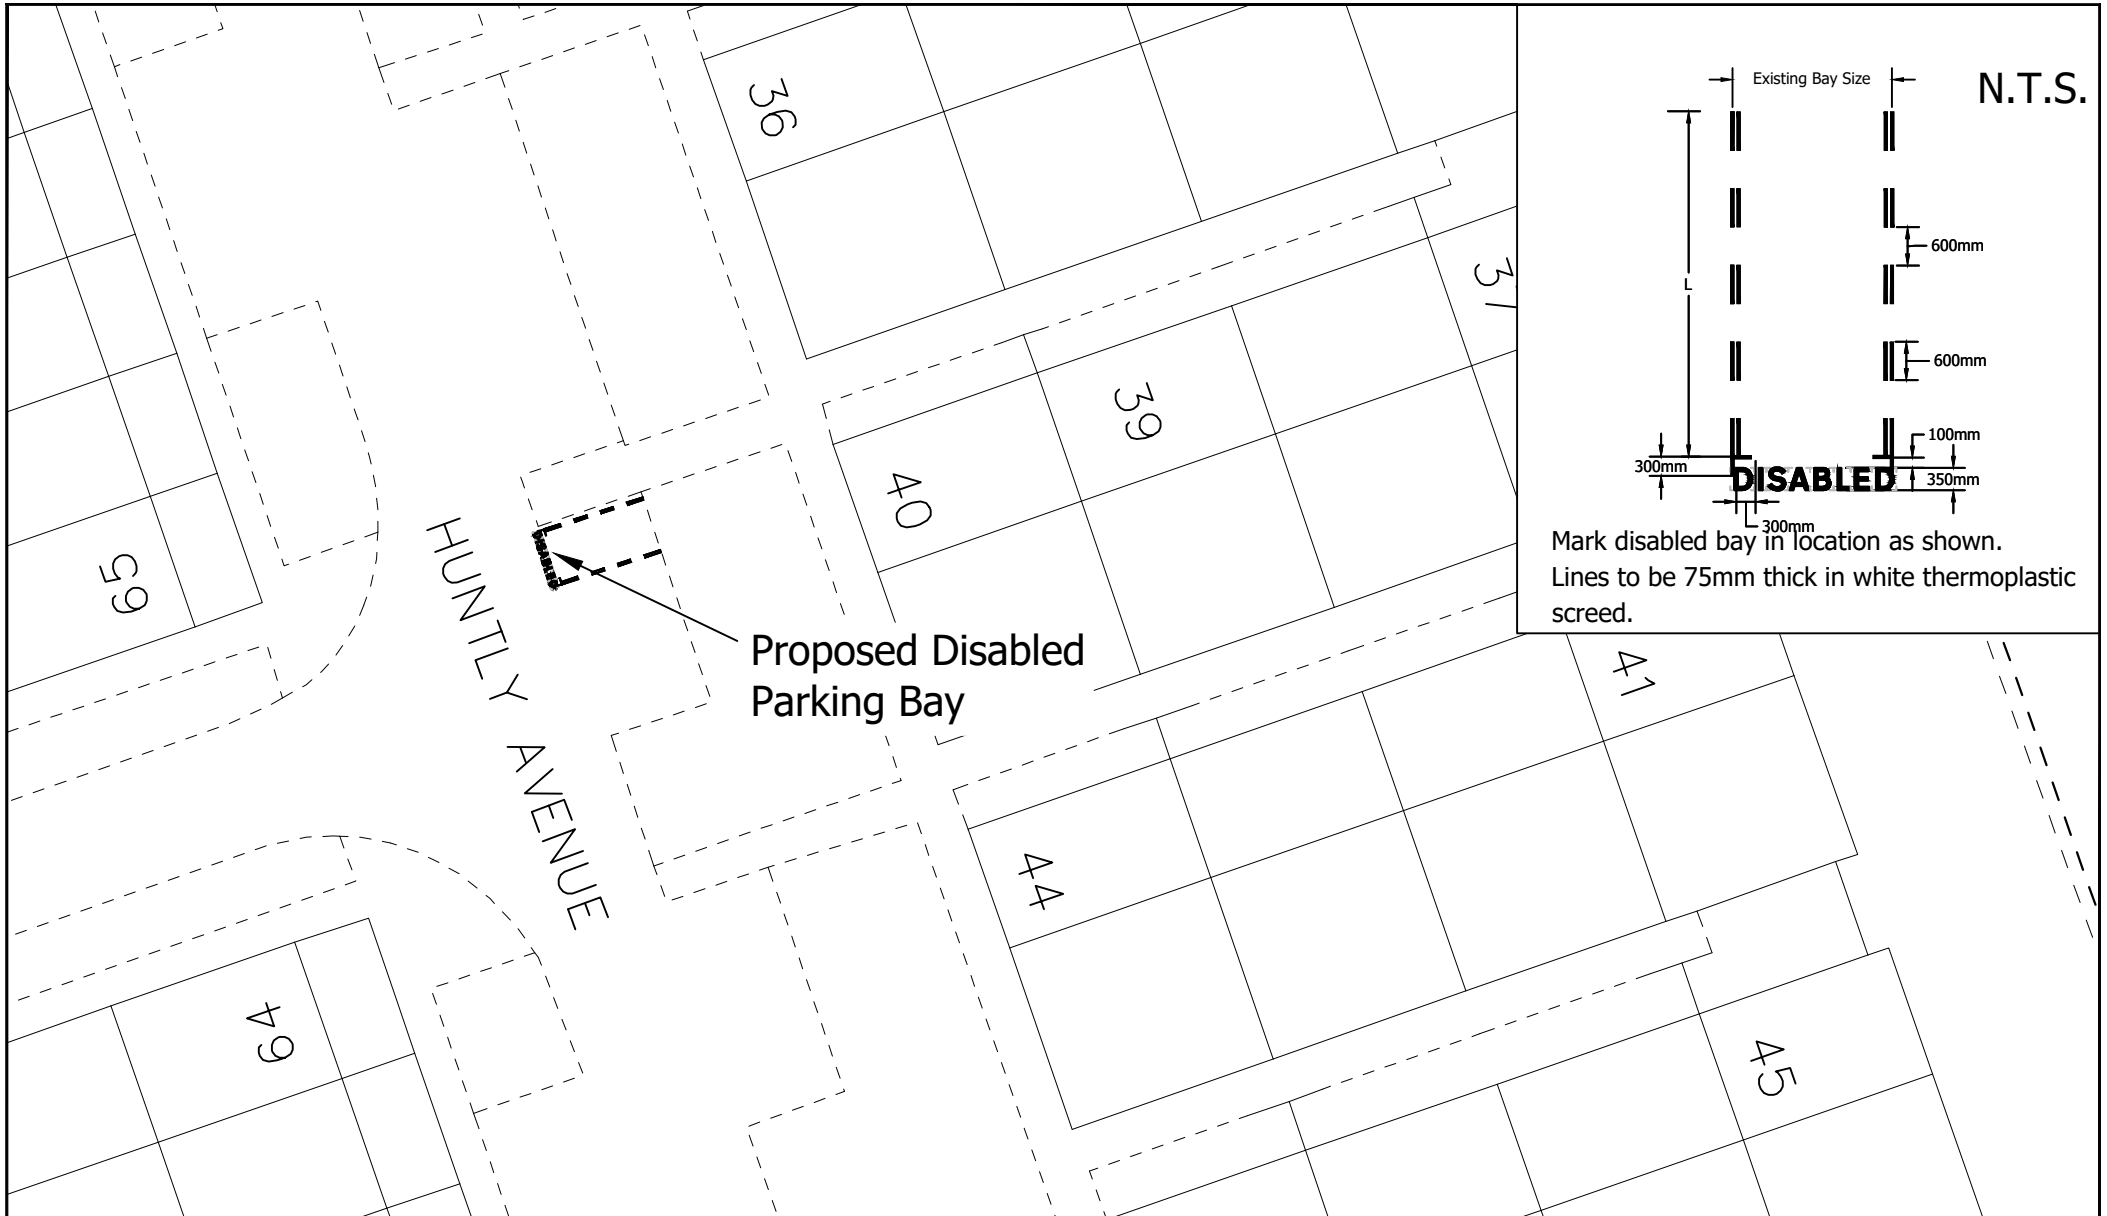 36
39
40
37
65
HUNTLY AVENUE
Proposed Disabled
Parking Bay
41
44
64
45
Existing Bay Size
N.T.S.
600mm
L
600mm
100mm
300mm
DISABLED
350mm
300mm
Mark disabled bay in location as shown.
Lines to be 75mm thick in white thermoplastic
screed.
DISABLED